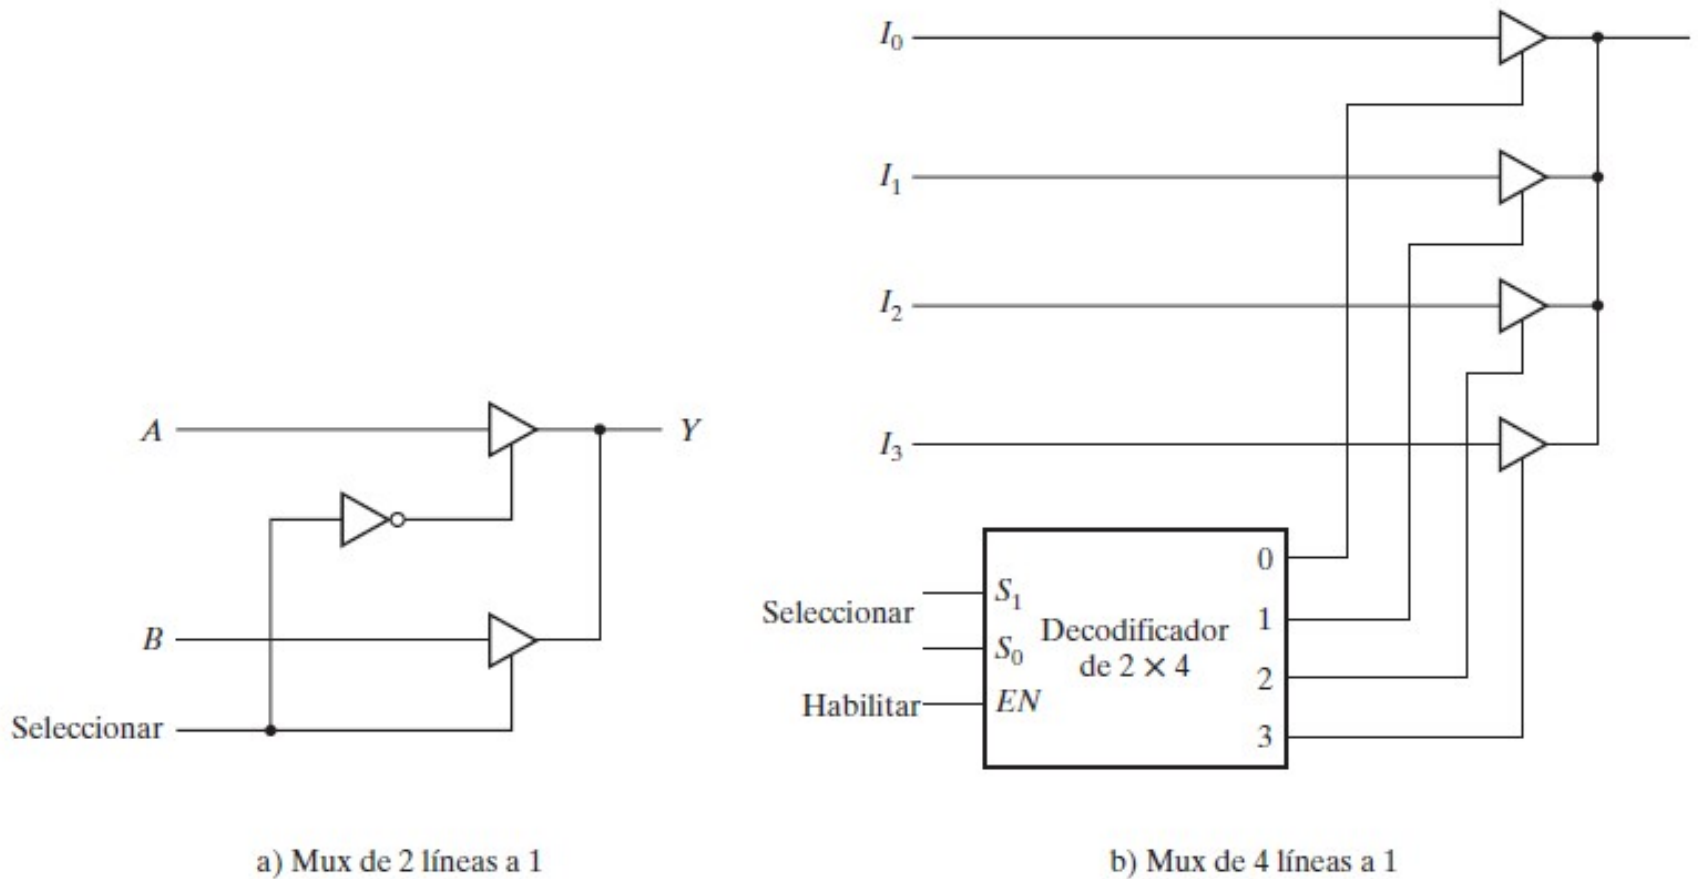 A
Y
B
Seleccionar
a) Mux de 2 líneas a 1
I₀
I₁
I₂
I₃
Seleccionar
Habilitar
S₁
S₀
EN
Decodificador
de 2 × 4
0
1
2
3
b) Mux de 4 líneas a 1